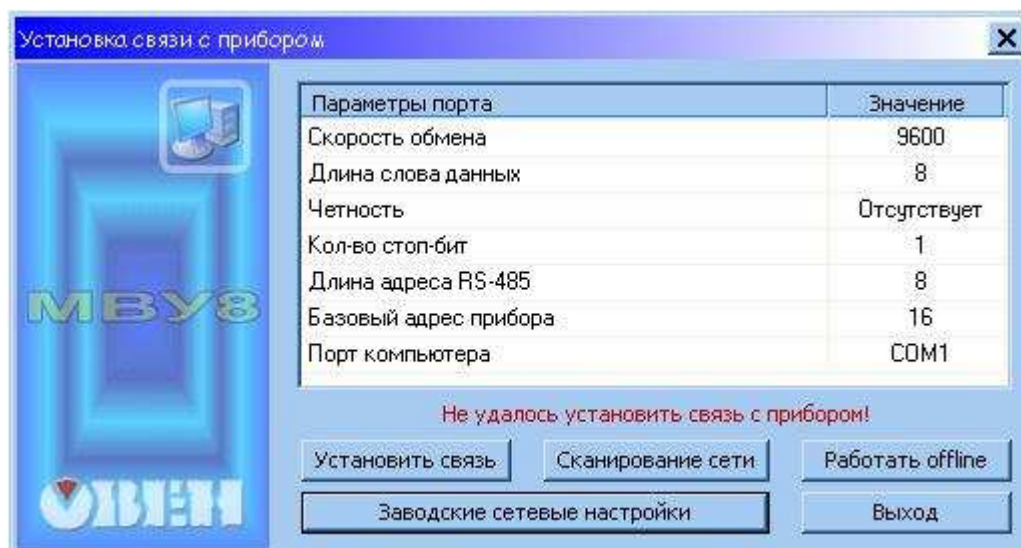 Установка связи с прибором
Параметры порта Значение
Скорость обмена 9600
Длина слова данных 8
Четность Отсутствует
Кол-во стоп-бит 1
Длина адреса RS-485 8
Базовый адрес прибора 16
Порт компьютера COM1
МВУ8
Не удалось установить связь с прибором!
Установить связь Сканирование сети Работать offline
ОВЕН
Заводские сетевые настройки Выход